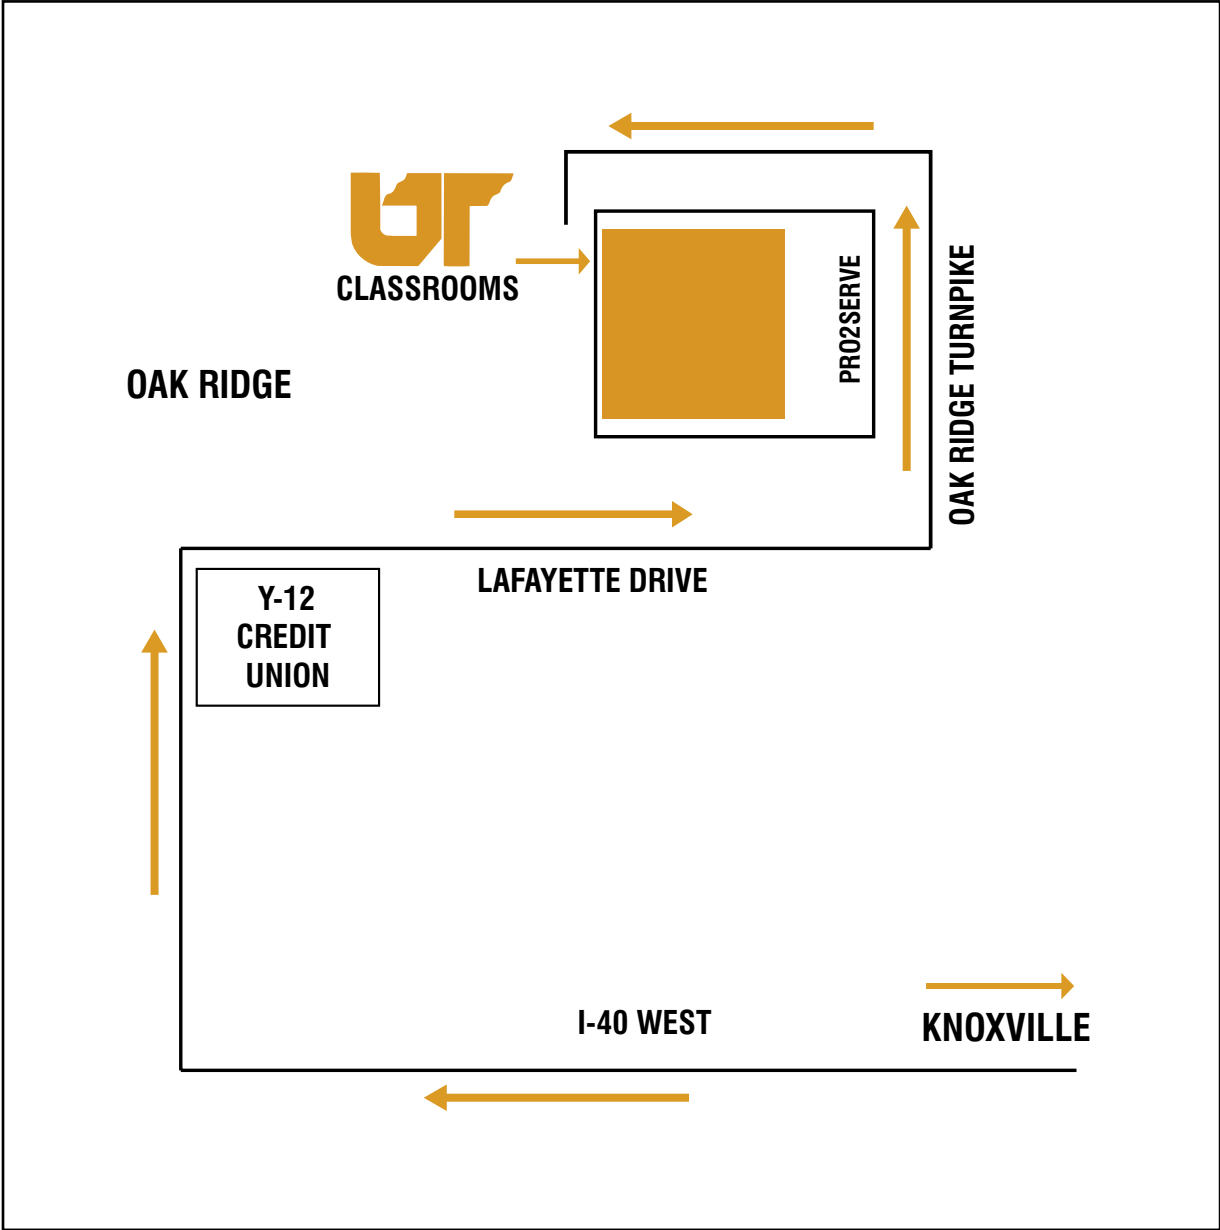 UT
CLASSROOMS
PRO2SERVE
OAK RIDGE TURNPIKE
OAK RIDGE
LAFAYETTE DRIVE
Y-12
CREDIT
UNION
I-40 WEST
KNOXVILLE